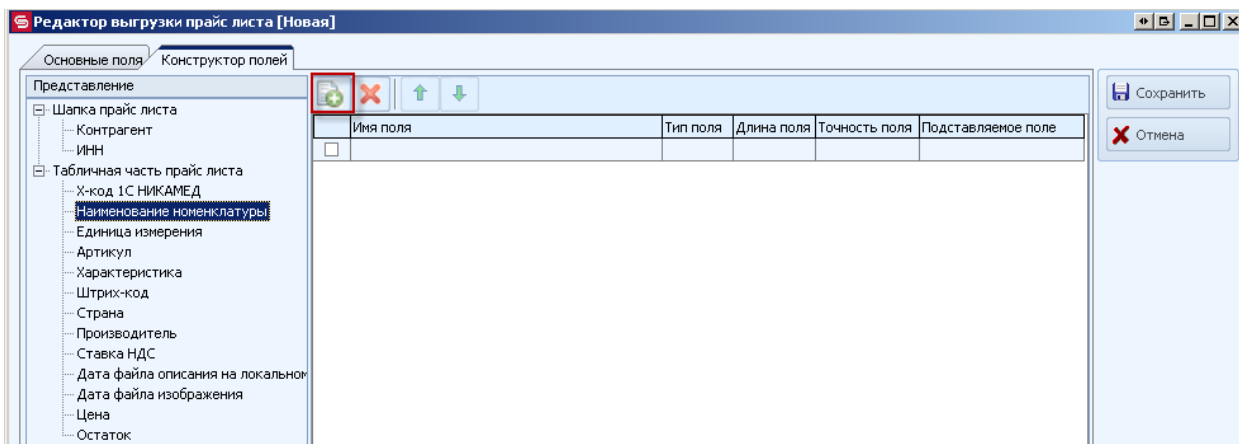 Редактор выгрузки прайс листа [Новая]
Основные поля Конструктор полей
Представление
Шапка прайс листа
Контрагент
ИНН
Табличная часть прайс листа
Х-код 1С НИКАМЕД
Наименование номенклатуры
Единица измерения
Артикул
Характеристика
Штрих-код
Страна
Производитель
Ставка НДС
Дата файла описания на локальном
Дата файла изображения
Цена
Остаток
Имя поля Тип поля Длина поля Точность поля Подставляемое поле
Сохранить
Отмена